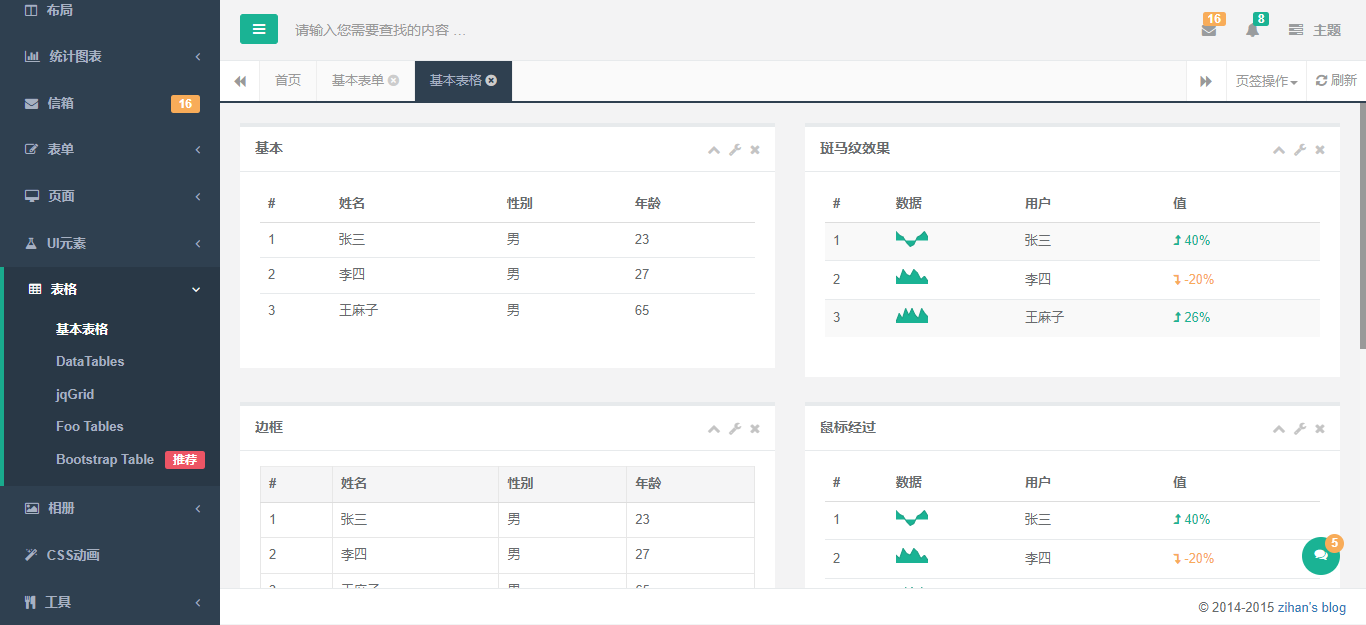 布局
统计图表
信箱 16
表单
页面
UI元素
表格
基本表格
DataTables
jqGrid
Foo Tables
Bootstrap Table 推荐
相册
CSS动画
工具
请输入您需要查找的内容 …
16
8
主题
首页
基本表单
基本表格
页签操作
刷新
基本
# 姓名 性别 年龄
1 张三 男 23
2 李四 男 27
3 王麻子 男 65
斑马纹效果
# 数据 用户 值
1 张三 40%
2 李四 -20%
3 王麻子 26%
边框
# 姓名 性别 年龄
1 张三 男 23
2 李四 男 27
3 王麻子 男 65
鼠标经过
# 数据 用户 值
1 张三 40%
2 李四 -20%
5
© 2014-2015 zihan's blog